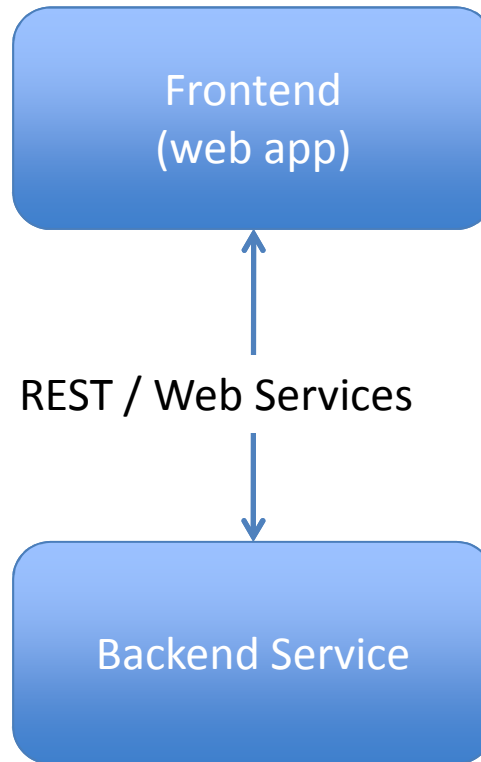 Frontend
(web app)
REST / Web Services
Backend Service